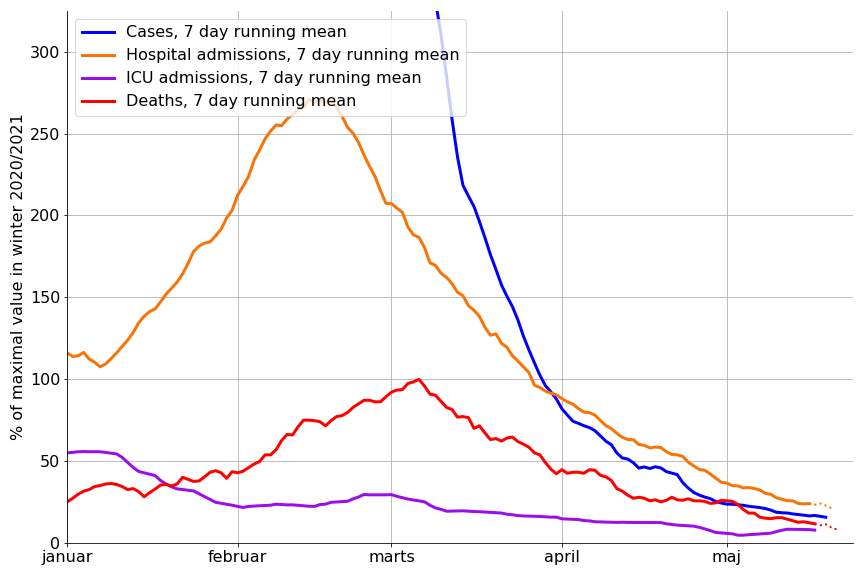 Cases, 7 day running mean
Hospital admissions, 7 day running mean
ICU admissions, 7 day running mean
Deaths, 7 day running mean
% of maximal value in winter 2020/2021
300
250
200
150
100
50
0
januar februar marts april maj